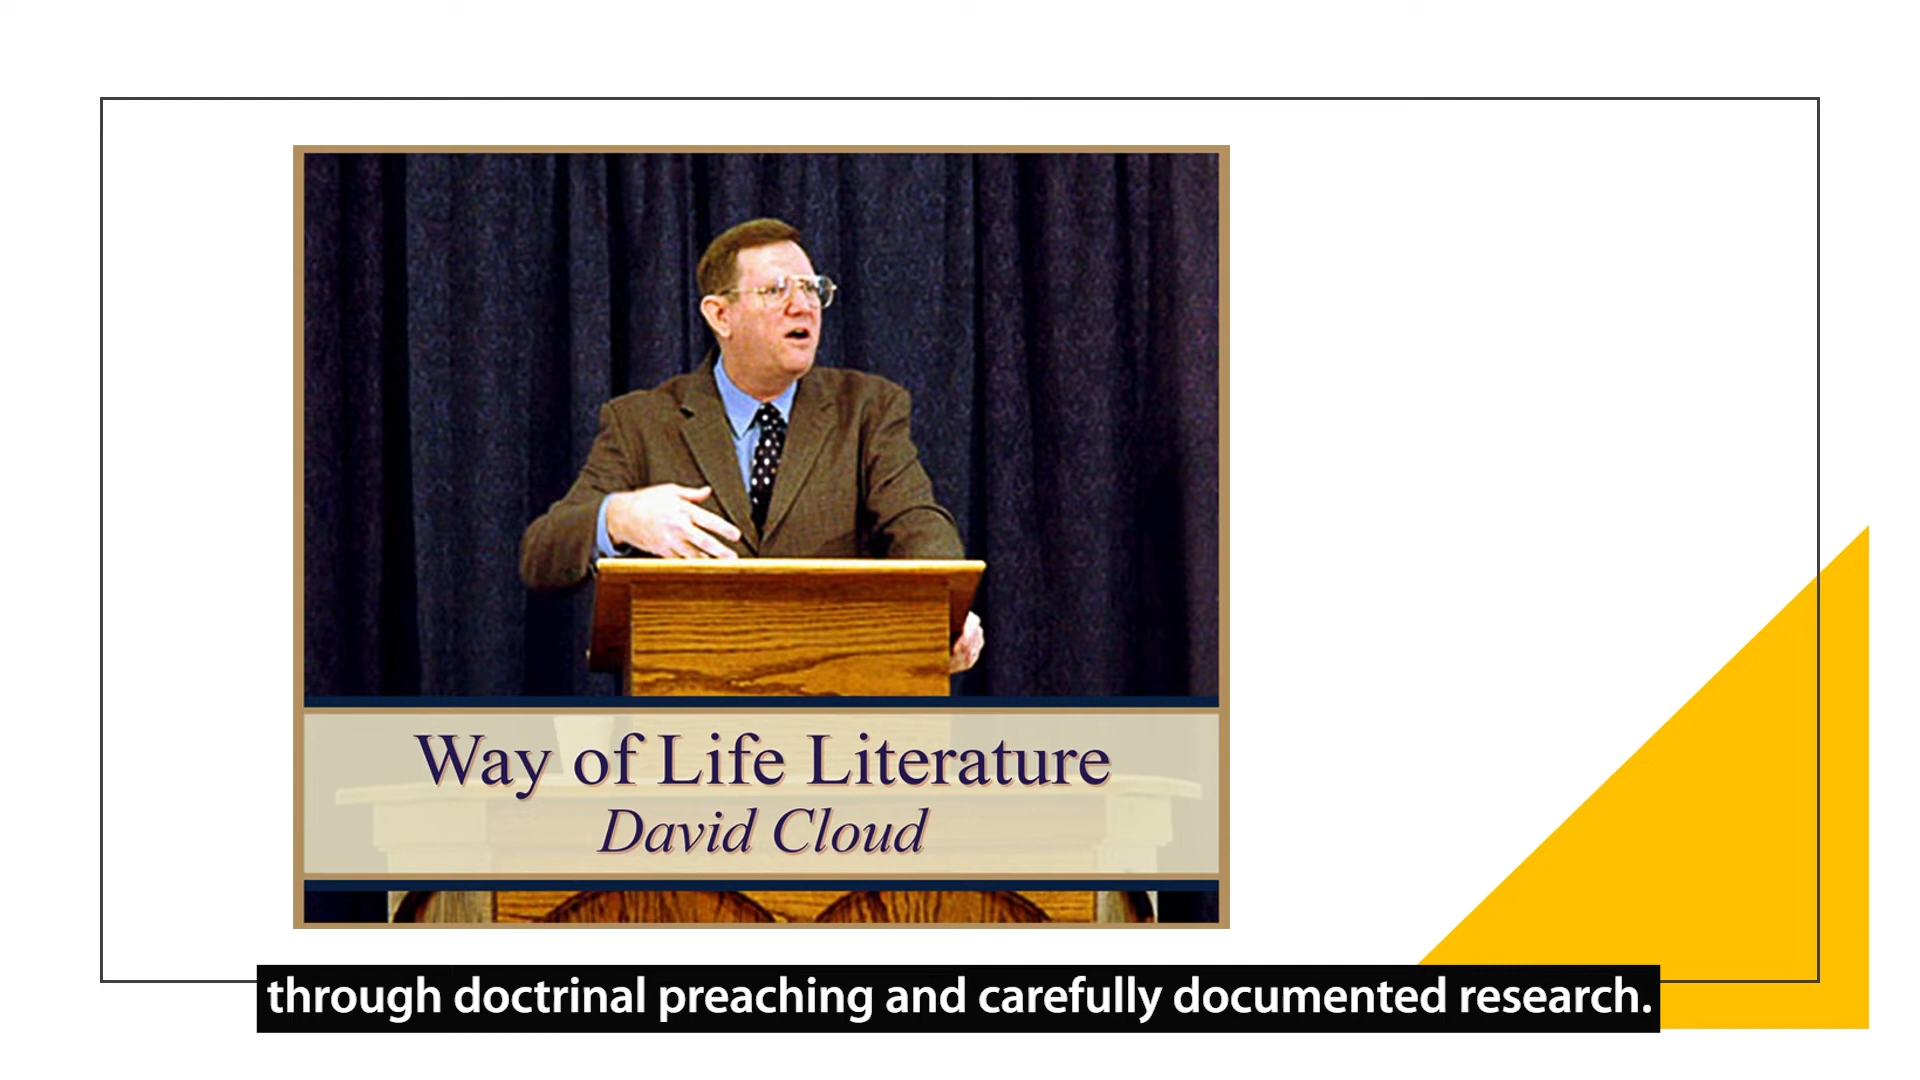 Way of Life Literature
David Cloud
through doctrinal preaching and carefully documented research.